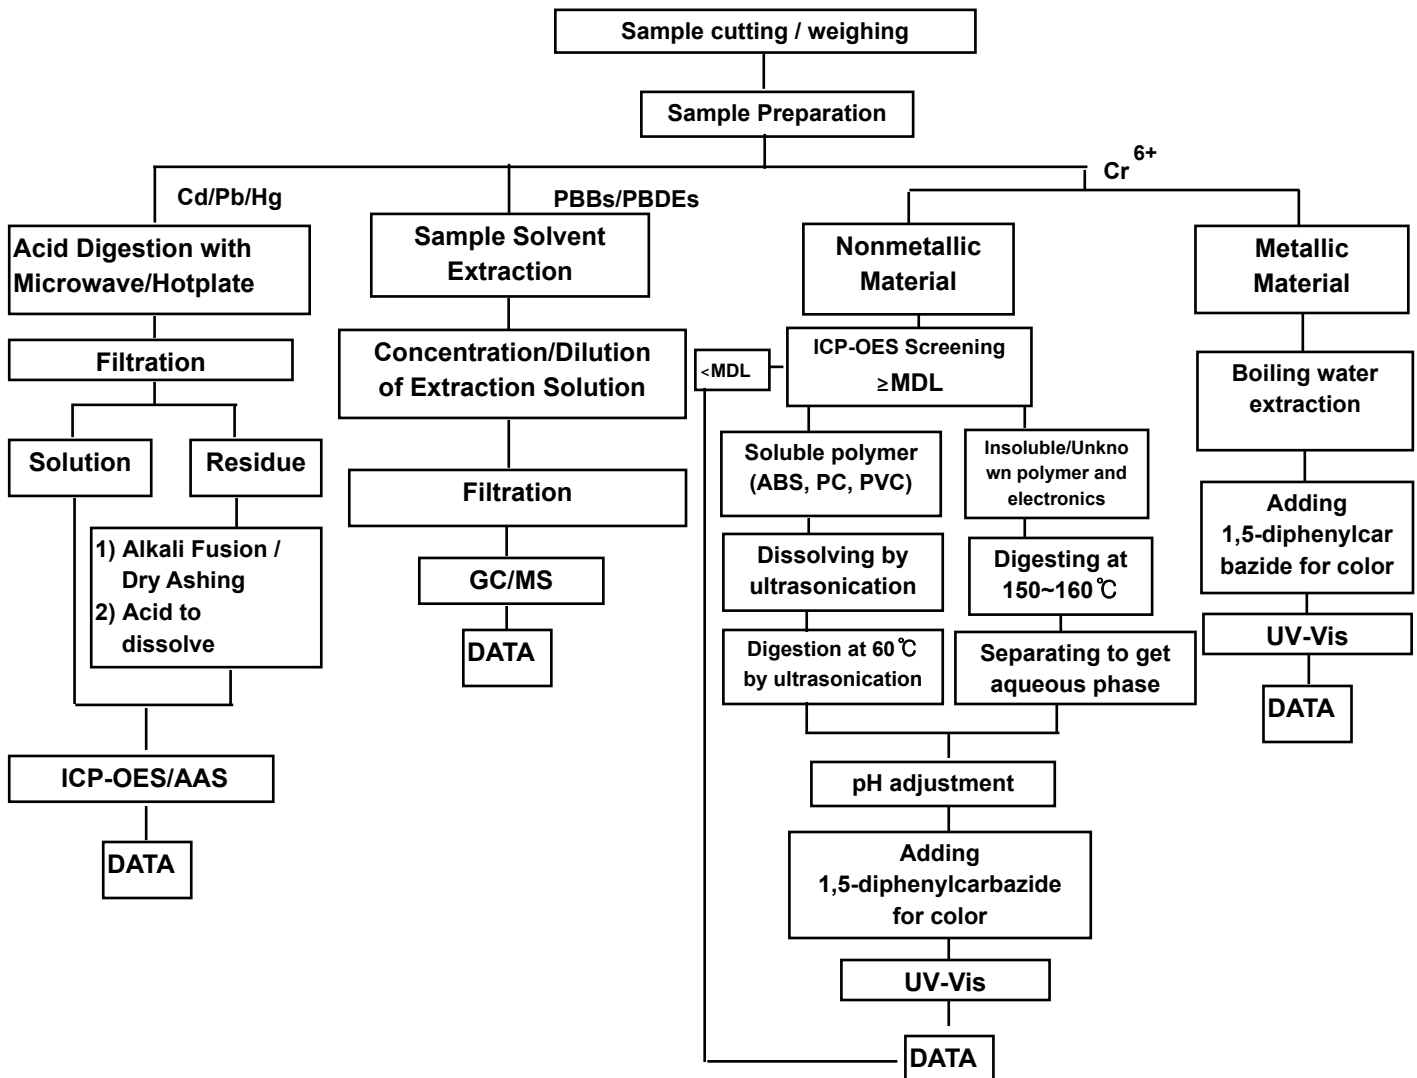 Sample cutting / weighing
Sample Preparation
Cd/Pb/Hg
PBBs/PBDEs
Cr 6+
Acid Digestion with
Microwave/Hotplate
Filtration
Solution
Residue
1) Alkali Fusion /
Dry Ashing
2) Acid to
dissolve
ICP-OES/AAS
DATA
Sample Solvent
Extraction
Concentration/Dilution
of Extraction Solution
Filtration
GC/MS
DATA
Nonmetallic
Material
ICP-OES Screening
≥MDL
<MDL
Soluble polymer
(ABS, PC, PVC)
Dissolving by
ultrasonication
Digestion at 60℃
by ultrasonication
Insoluble/Unkno
wn polymer and
electronics
Digesting at
150~160℃
Separating to get
aqueous phase
pH adjustment
Adding
1,5-diphenylcarbazide
for color
UV-Vis
DATA
Metallic
Material
Boiling water
extraction
Adding
1,5-diphenylcar
bazide for color
UV-Vis
DATA